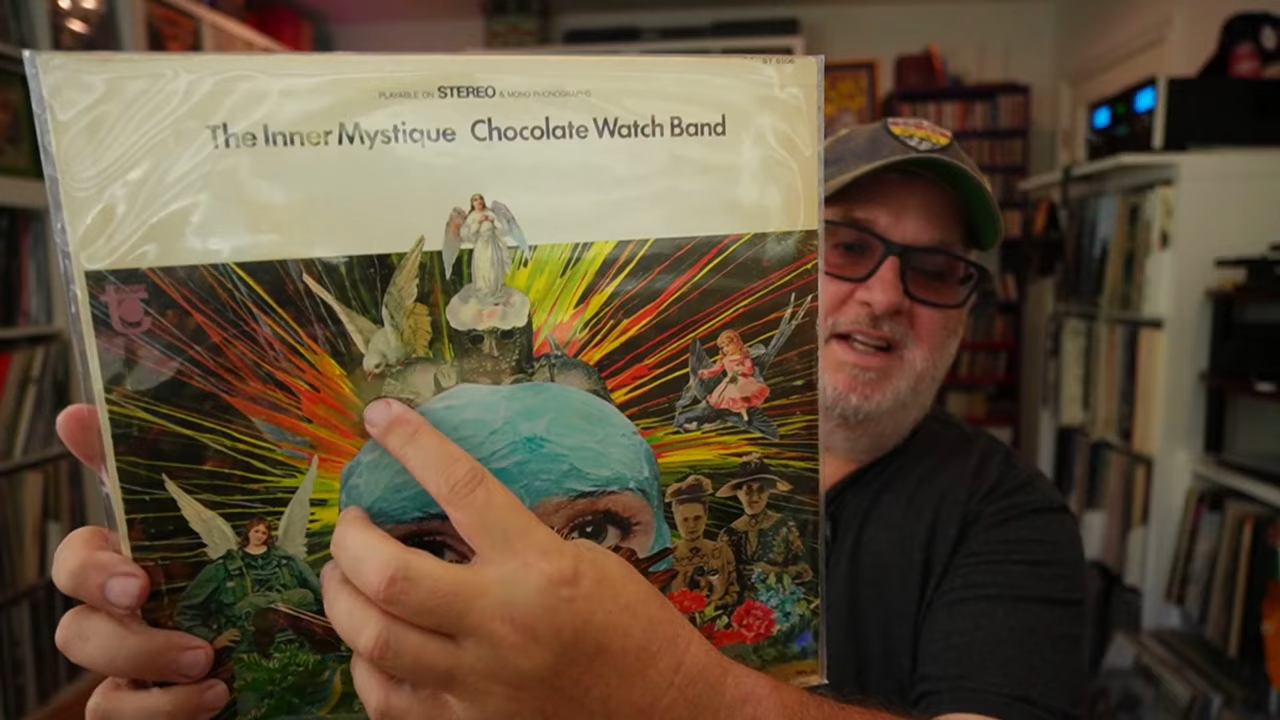 ST 5106
PLAYABLE ON STEREO & MONO PHONOGRAPHS
The Inner Mystique Chocolate Watch Band